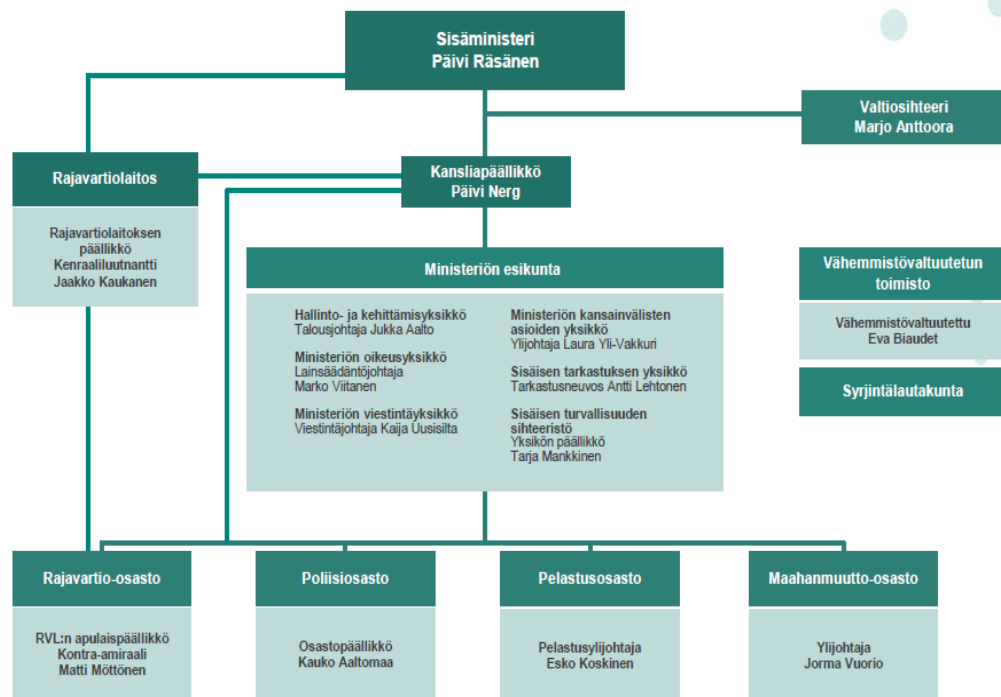 Sisäministeri
Päivi Räsänen
Valtiosihteeri
Marjo Anttoora
Rajavartiolaitos
Rajavartiolaitoksen
päällikkö
Kenraaliluutnantti
Jaakko Kaukanen
Kansliapäällikkö
Päivi Nerg
Ministeriön esikunta
Hallinto- ja kehittämisyksikkö
Talousjohtaja Jukka Aalto
Ministeriön oikeusyksikkö
Lainsäädäntöjohtaja
Marko Viitanen
Ministeriön viestintäyksikkö
Viestintäjohtaja Kaija Uusisilta
Ministeriön kansainvälisten
asioiden yksikkö
Ylijohtaja Laura Yli-Vakkuri
Sisäisen tarkastuksen yksikkö
Tarkastusneuvos Antti Lehtonen
Sisäisen turvallisuuden
sihteeristö
Yksikön päällikkö
Tarja Mankkinen
Vähemmistövaltuutetun
toimisto
Vähemmistövaltuutettu
Eva Biaudet
Syrjintälautakunta
Rajavartio-osasto
RVL:n apulaispäällikkö
Kontra-amiraali
Matti Möttönen
Poliisiosasto
Osastopäällikkö
Kauko Aaltomaa
Pelastusosasto
Pelastusylijohtaja
Esko Koskinen
Maahanmuutto-osasto
Ylijohtaja
Jorma Vuorio